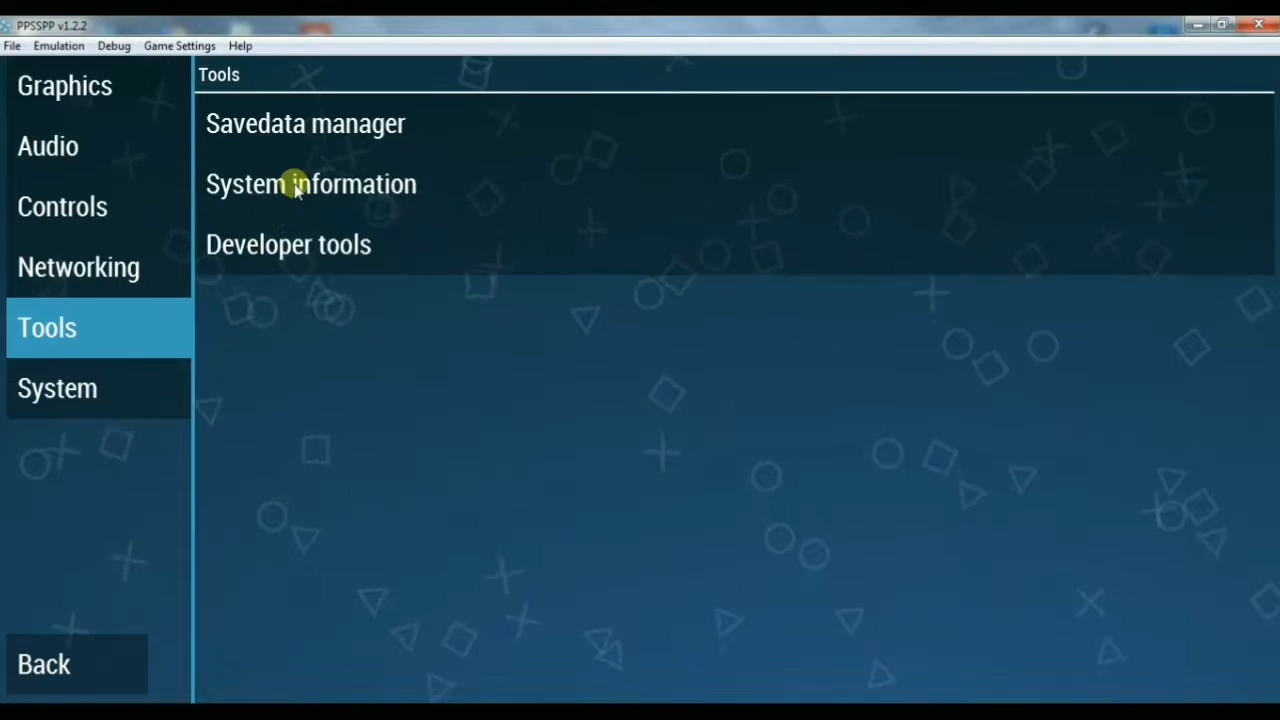 PPSSPP v1.2.2
File Emulation Debug Game Settings Help
Graphics
Audio
Controls
Networking
Tools
System
Back
Tools
Savedata manager
System information
Developer tools